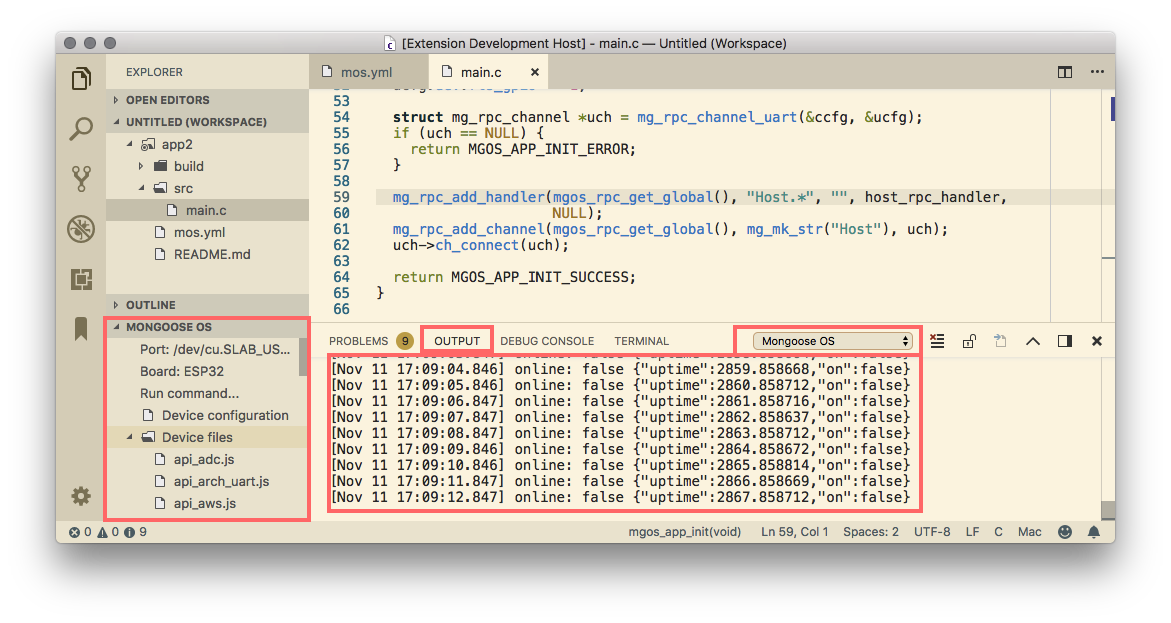 [Extension Development Host] - main.c — Untitled (Workspace)
EXPLORER
OPEN EDITORS
UNTITLED (WORKSPACE)
app2
build
src
main.c
mos.yml
README.md
OUTLINE
MONGOOSE OS
Port: /dev/cu.SLAB_US...
Board: ESP32
Run command...
Device configuration
Device files
api_adc.js
api_arch_uart.js
api_aws.js
mos.yml
main.c
53
54 struct mg_rpc_channel *uch = mg_rpc_channel_uart(&ccfg, &ucfg);
55 if (uch == NULL) {
56 return MGOS_APP_INIT_ERROR;
57 }
58
59 mg_rpc_add_handler(mgos_rpc_get_global(), "Host.*", "", host_rpc_handler,
60 NULL);
61 mg_rpc_add_channel(mgos_rpc_get_global(), mg_mk_str("Host"), uch);
62 uch->ch_connect(uch);
63
64 return MGOS_APP_INIT_SUCCESS;
65 }
66
PROBLEMS 9 OUTPUT DEBUG CONSOLE TERMINAL Mongoose OS
[Nov 11 17:09:04.846] online: false {"uptime":2859.858668,"on":false}
[Nov 11 17:09:05.846] online: false {"uptime":2860.858712,"on":false}
[Nov 11 17:09:06.847] online: false {"uptime":2861.858716,"on":false}
[Nov 11 17:09:07.847] online: false {"uptime":2862.858637,"on":false}
[Nov 11 17:09:08.847] online: false {"uptime":2863.858712,"on":false}
[Nov 11 17:09:09.846] online: false {"uptime":2864.858672,"on":false}
[Nov 11 17:09:10.846] online: false {"uptime":2865.858814,"on":false}
[Nov 11 17:09:11.847] online: false {"uptime":2866.858669,"on":false}
[Nov 11 17:09:12.847] online: false {"uptime":2867.858712,"on":false}
0 0 9 mgos_app_init(void) Ln 59, Col 1 Spaces: 2 UTF-8 LF C Mac